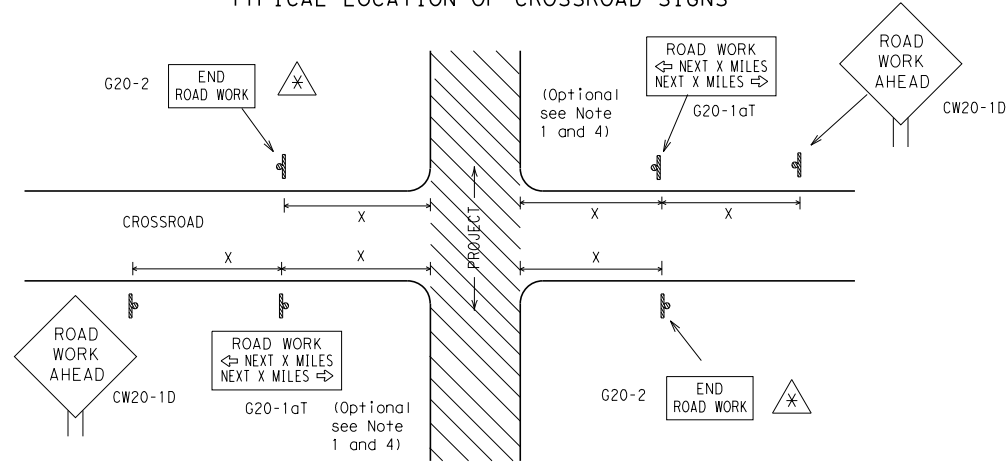 TYPICAL LOCATION OF CROSSROAD SIGNS
ROAD
WORK
AHEAD
CW20-1D
ROAD WORK
⇦ NEXT X MILES
NEXT X MILES ⇨
G20-1aT
(Optional
see Note
1 and 4)
G20-2
END
ROAD WORK
X
X
X
CROSSROAD
PROJECT
X
X
X
ROAD
WORK
AHEAD
CW20-1D
ROAD WORK
⇦ NEXT X MILES
NEXT X MILES ⇨
G20-1aT
(Optional
see Note
1 and 4)
G20-2
END
ROAD WORK